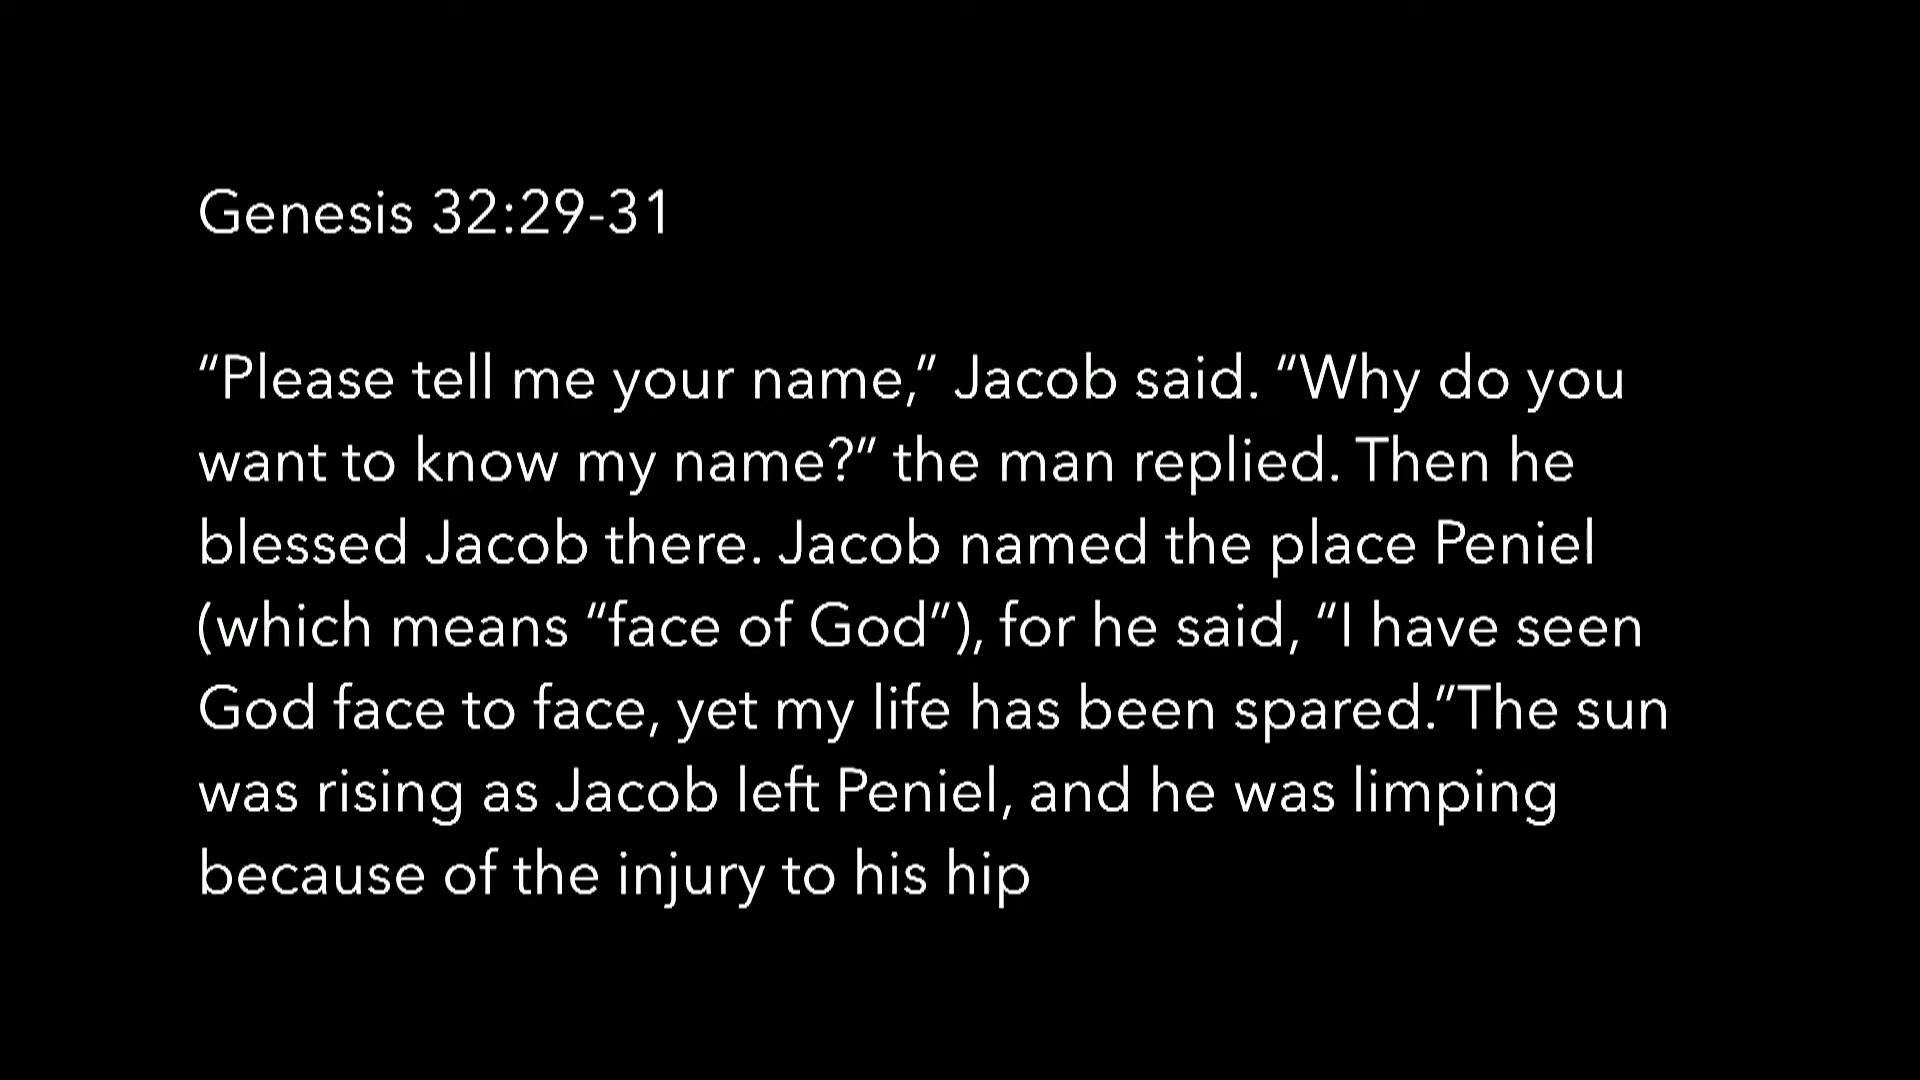 Genesis 32:29-31
“Please tell me your name,” Jacob said. “Why do you
want to know my name?” the man replied. Then he
blessed Jacob there. Jacob named the place Peniel
(which means “face of God”), for he said, “I have seen
God face to face, yet my life has been spared.”The sun
was rising as Jacob left Peniel, and he was limping
because of the injury to his hip